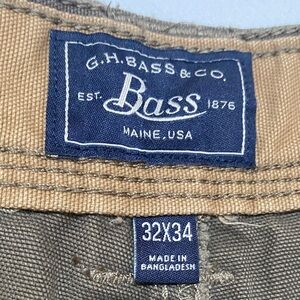 G.H.BASS & CO.
EST. Bass 1876
MAINE, USA
32X34
MADE IN
BANGLADESH